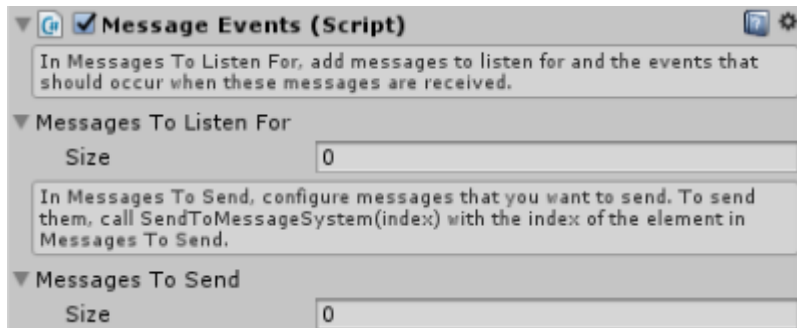 Message Events (Script)
In Messages To Listen For, add messages to listen for and the events that
should occur when these messages are received.
Messages To Listen For
Size 0
In Messages To Send, configure messages that you want to send. To send
them, call SendToMessageSystem(index) with the index of the element in
Messages To Send.
Messages To Send
Size 0